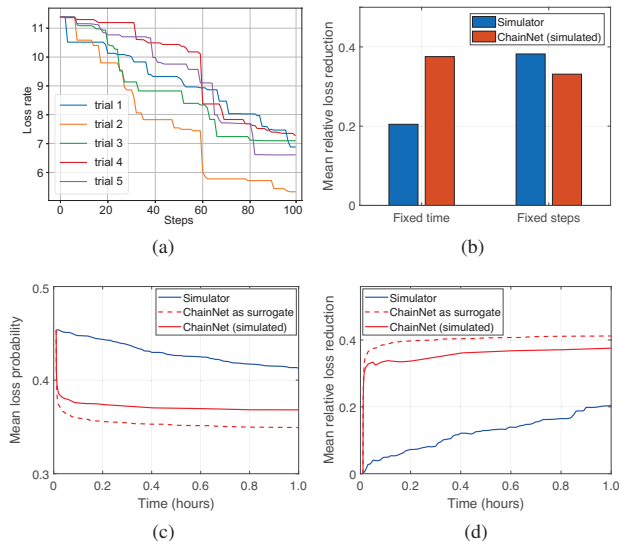 11
10
9
8
7
6
Loss rate
trial 1
trial 2
trial 3
trial 4
trial 5
0
20
40
60
80
100
Steps
(a)
Simulator
ChainNet (simulated)
0.4
0.2
0
Mean relative loss reduction
Fixed time
Fixed steps
(b)
0.5
0.4
0.3
Mean loss probability
Simulator
ChainNet as surrogate
ChainNet (simulated)
0
0.2
0.4
0.6
0.8
1.0
Time (hours)
(c)
Simulator
ChainNet as surrogate
ChainNet (simulated)
0.4
0.2
0
Mean relative loss reduction
0
0.2
0.4
0.6
0.8
1.0
Time (hours)
(d)